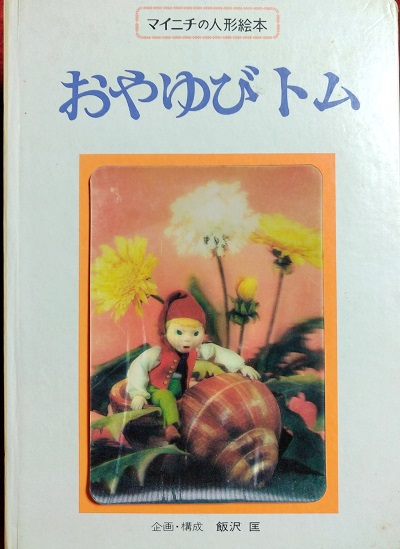 マイニチの人形絵本
おやゆびトム
企画・構成 飯沢 匡